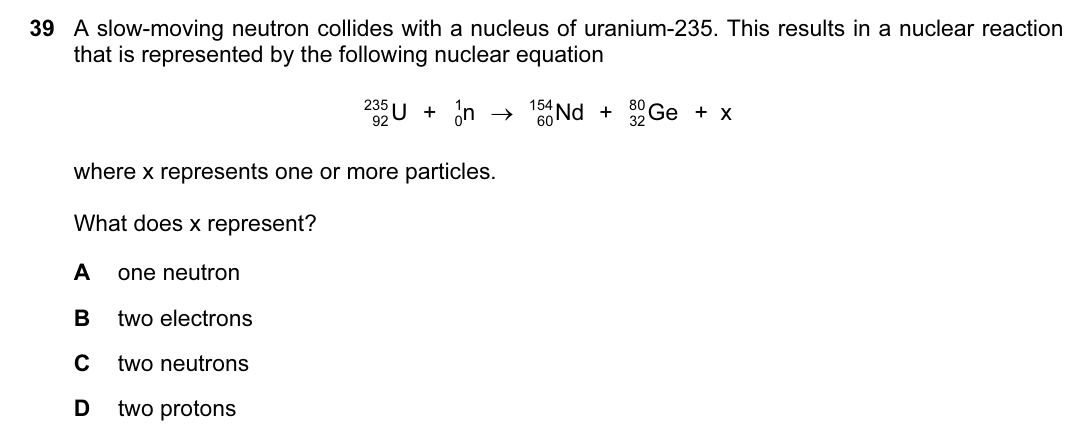 39 A slow-moving neutron collides with a nucleus of uranium-235. This results in a nuclear reaction
that is represented by the following nuclear equation
²³⁵₉₂U + ¹₀n → ¹⁵⁴₆₀Nd + ⁸⁰₃₂Ge + x
where x represents one or more particles.
What does x represent?
A one neutron
B two electrons
C two neutrons
D two protons